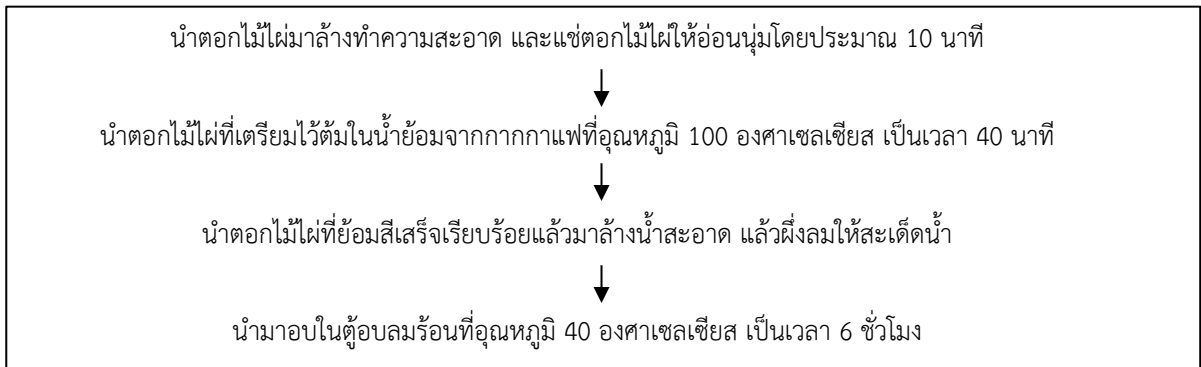 นำตอกไม้ไผ่มาล้างทำความสะอาด และแช่ตอกไม้ไผ่ให้อ่อนนุ่มโดยประมาณ 10 นาที
นำตอกไม้ไผ่ที่เตรียมไว้ต้มในน้ำย้อมจากกากกาแฟที่อุณหภูมิ 100 องศาเซลเซียส เป็นเวลา 40 นาที
นำตอกไม้ไผ่ที่ย้อมสีเสร็จเรียบร้อยแล้วมาล้างน้ำสะอาด แล้วผึ่งลมให้สะเด็ดน้ำ
นำมาอบในตู้อบลมร้อนที่อุณหภูมิ 40 องศาเซลเซียส เป็นเวลา 6 ชั่วโมง